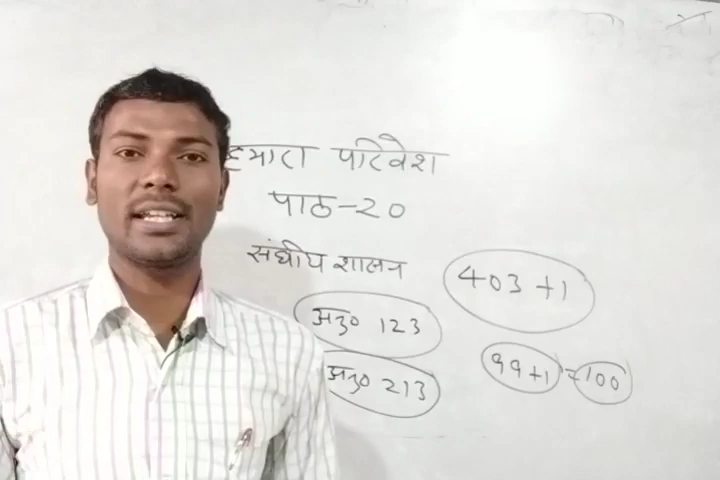 हमारा परिवेश
पाठ-20
संघीय शासन
403 +1
अनु० 123
99+1 = 100
अनु० 213